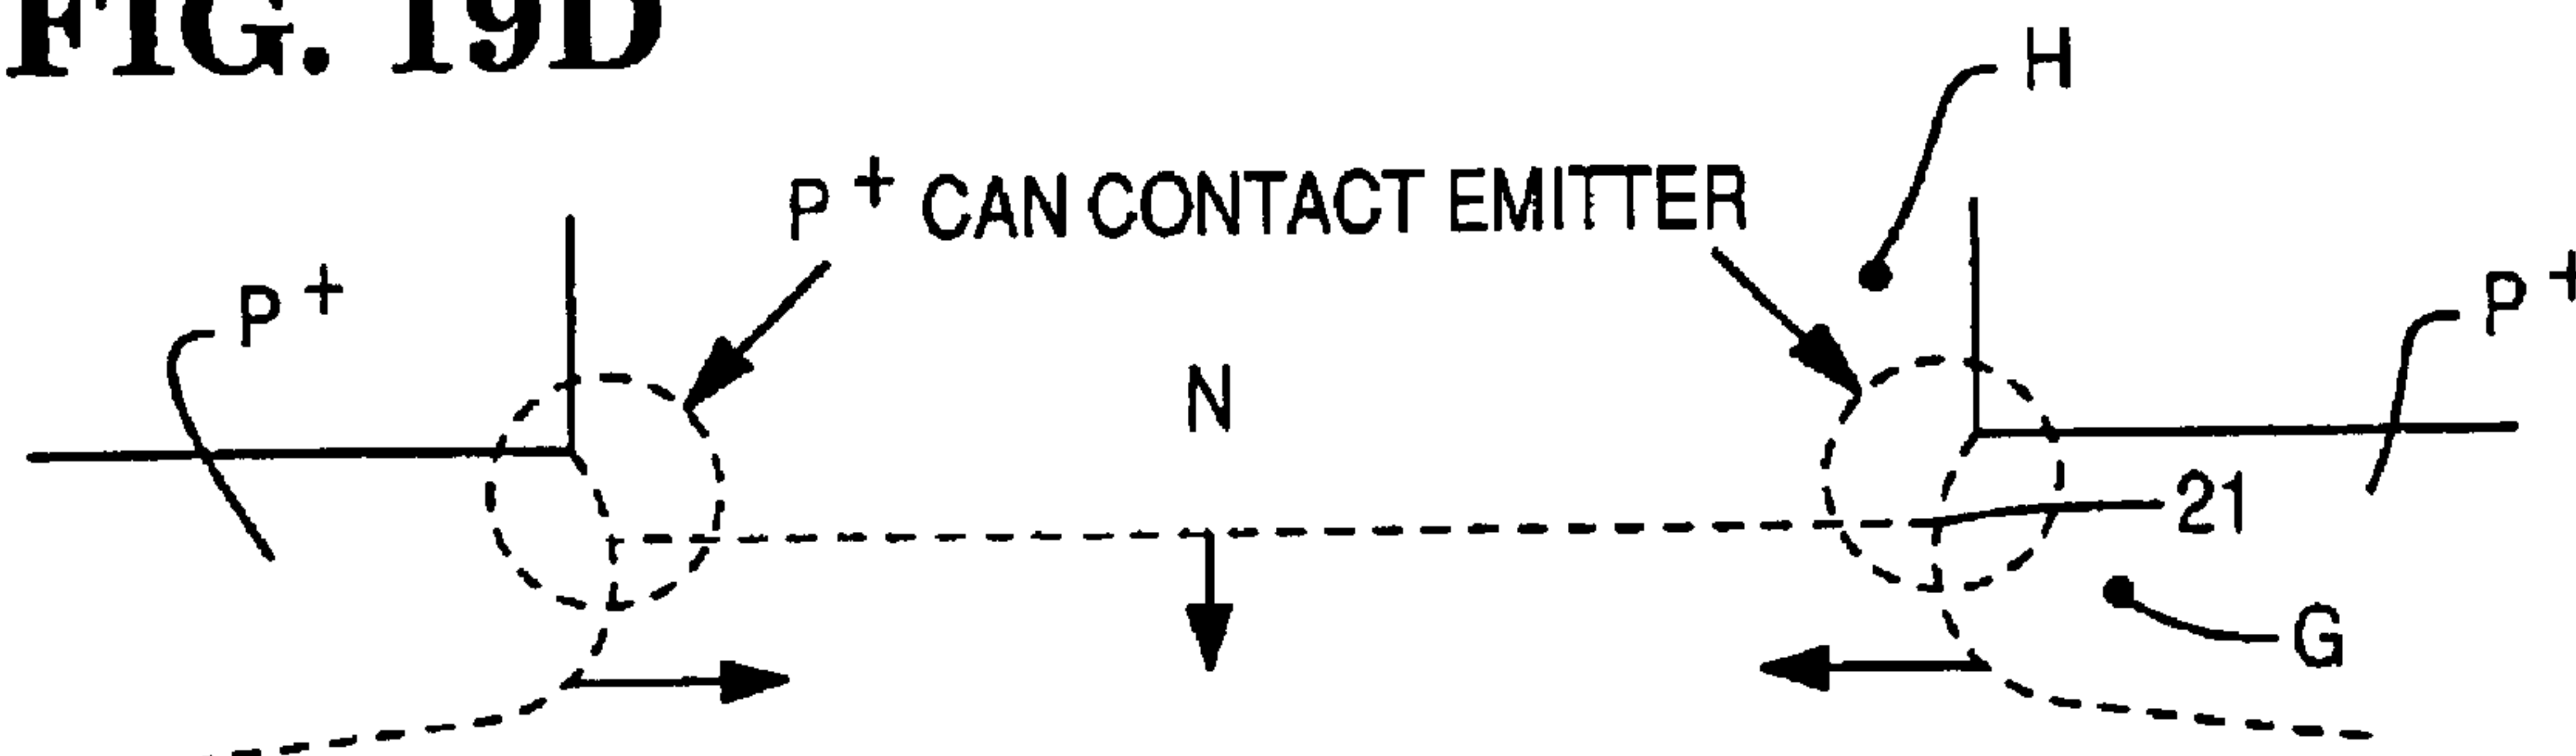 FIG. 19D
H
P+ CAN CONTACT EMITTER
P+
P+
N
21
G